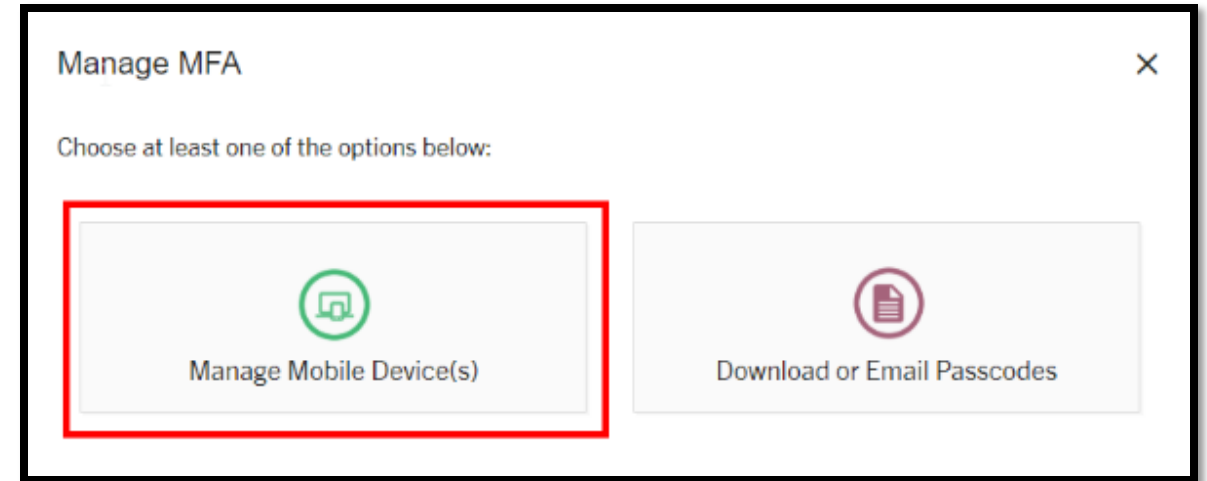 Manage MFA
Choose at least one of the options below:
Manage Mobile Device(s)
Download or Email Passcodes